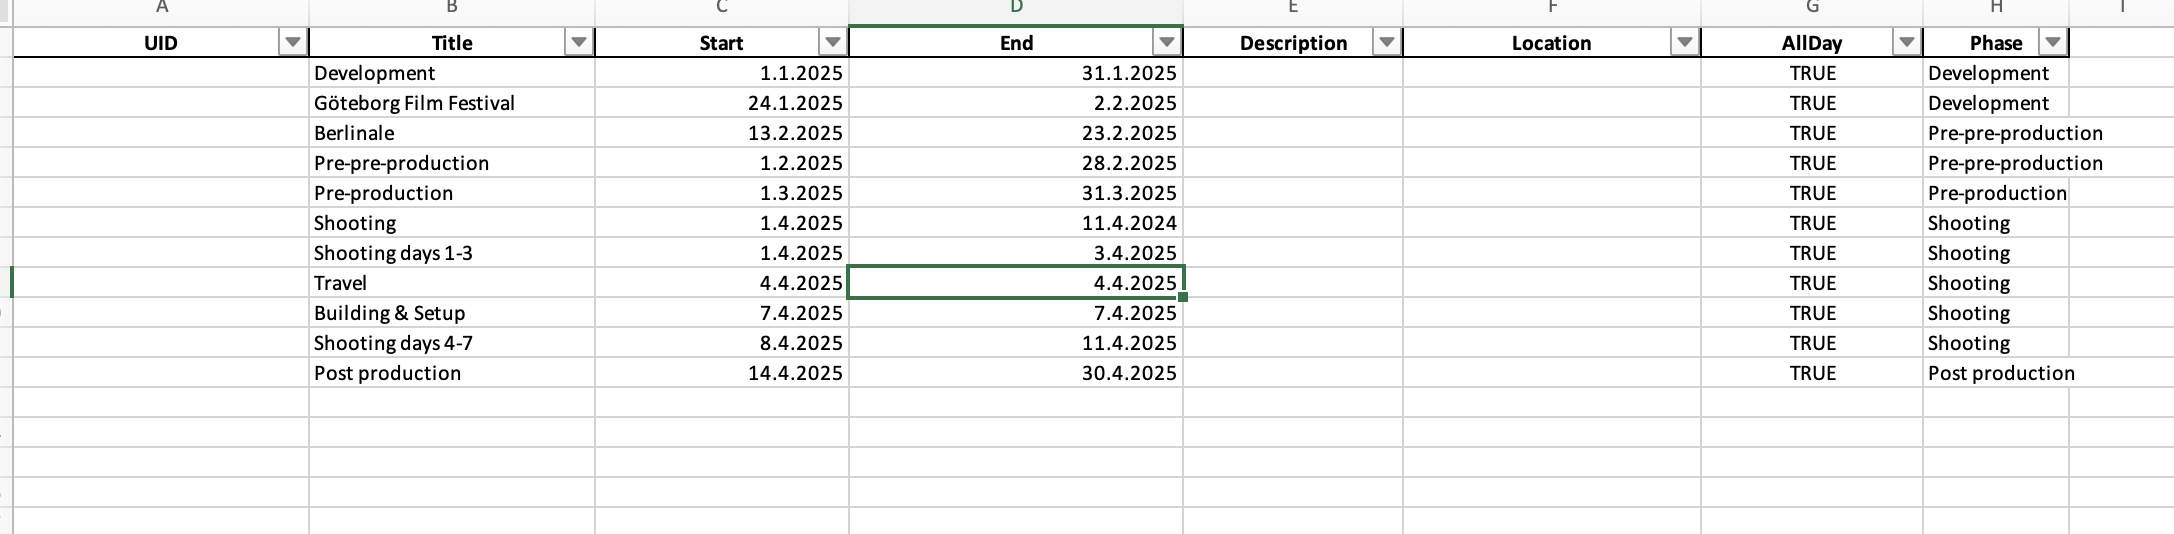 A B C D E F G H I
UID Title Start End Description Location AllDay Phase
Development 1.1.2025 31.1.2025 TRUE Development
Göteborg Film Festival 24.1.2025 2.2.2025 TRUE Development
Berlinale 13.2.2025 23.2.2025 TRUE Pre-pre-production
Pre-pre-production 1.2.2025 28.2.2025 TRUE Pre-pre-production
Pre-production 1.3.2025 31.3.2025 TRUE Pre-production
Shooting 1.4.2025 11.4.2024 TRUE Shooting
Shooting days 1-3 1.4.2025 3.4.2025 TRUE Shooting
Travel 4.4.2025 4.4.2025 TRUE Shooting
Building & Setup 7.4.2025 7.4.2025 TRUE Shooting
Shooting days 4-7 8.4.2025 11.4.2025 TRUE Shooting
Post production 14.4.2025 30.4.2025 TRUE Post production